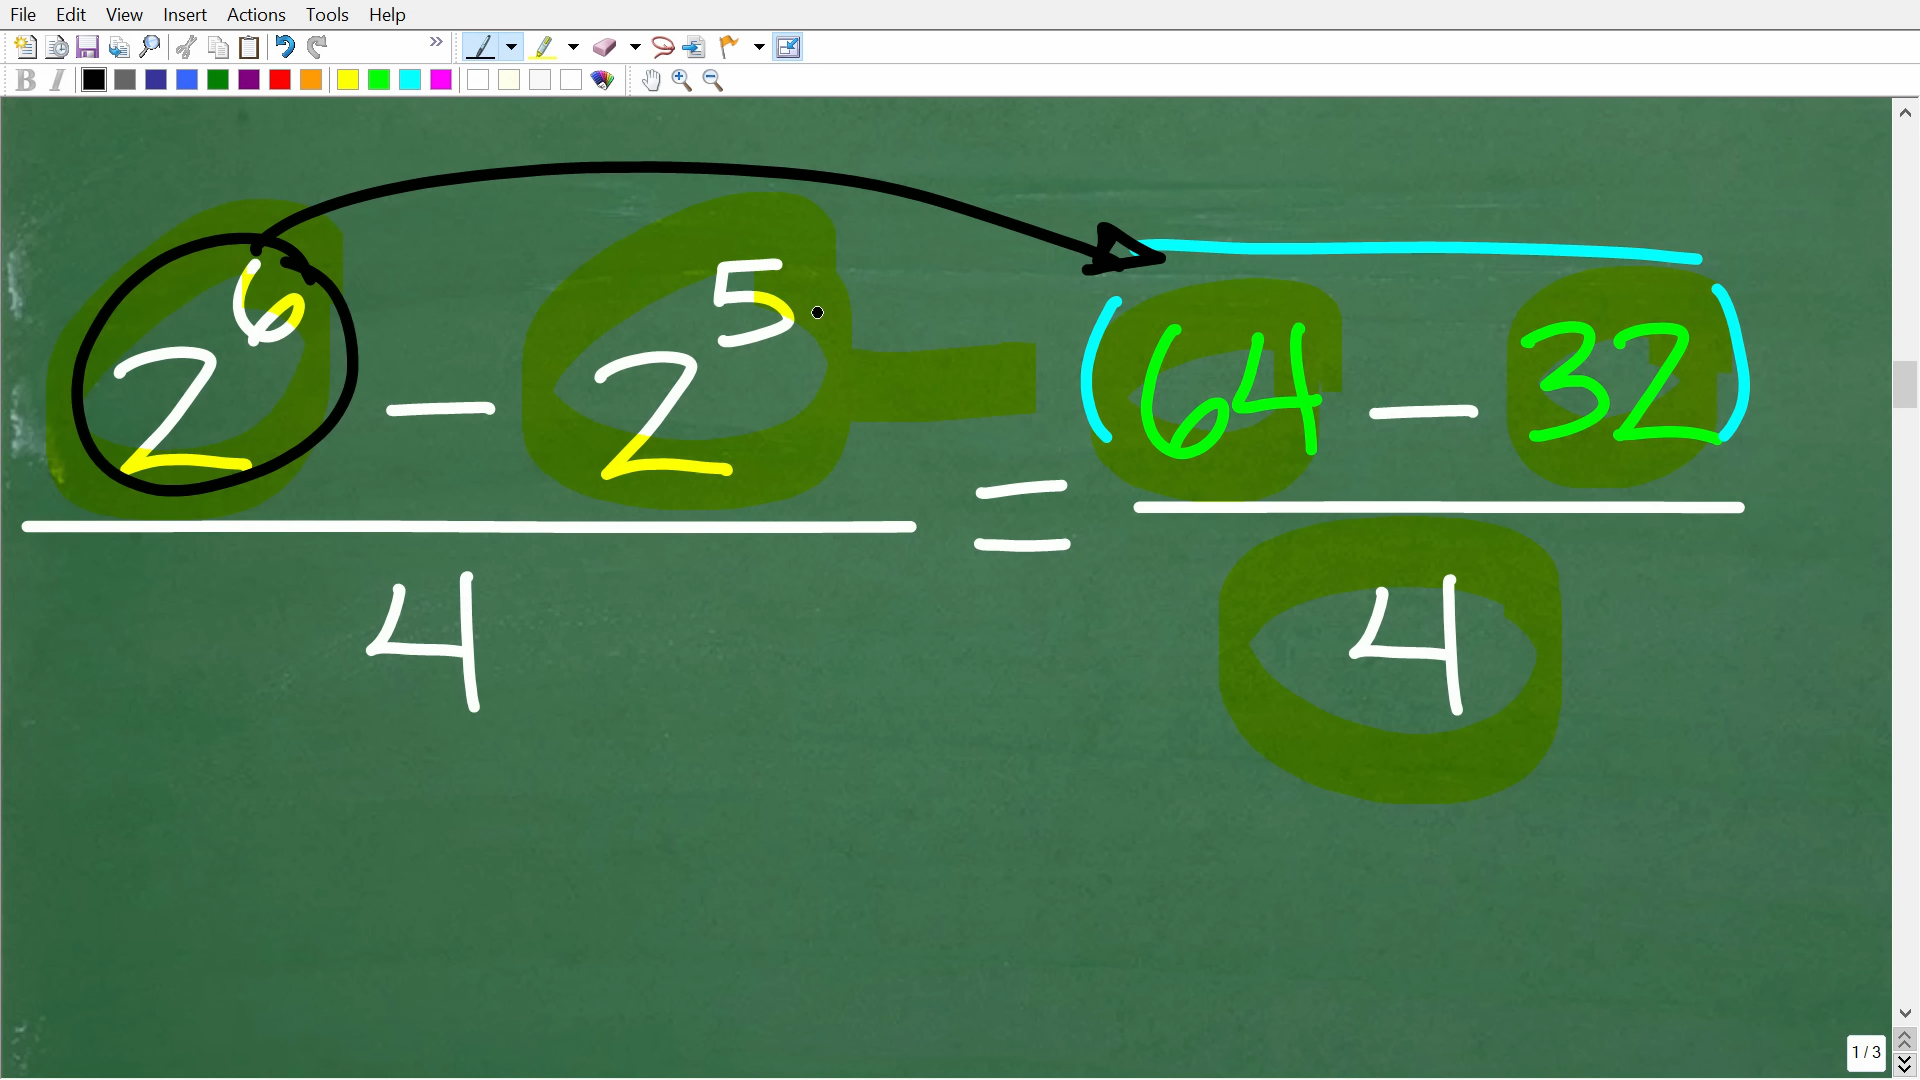 File Edit View Insert Actions Tools Help
B I
2^6 - 2^5 / 4 = (64 - 32) / 4
1 / 3